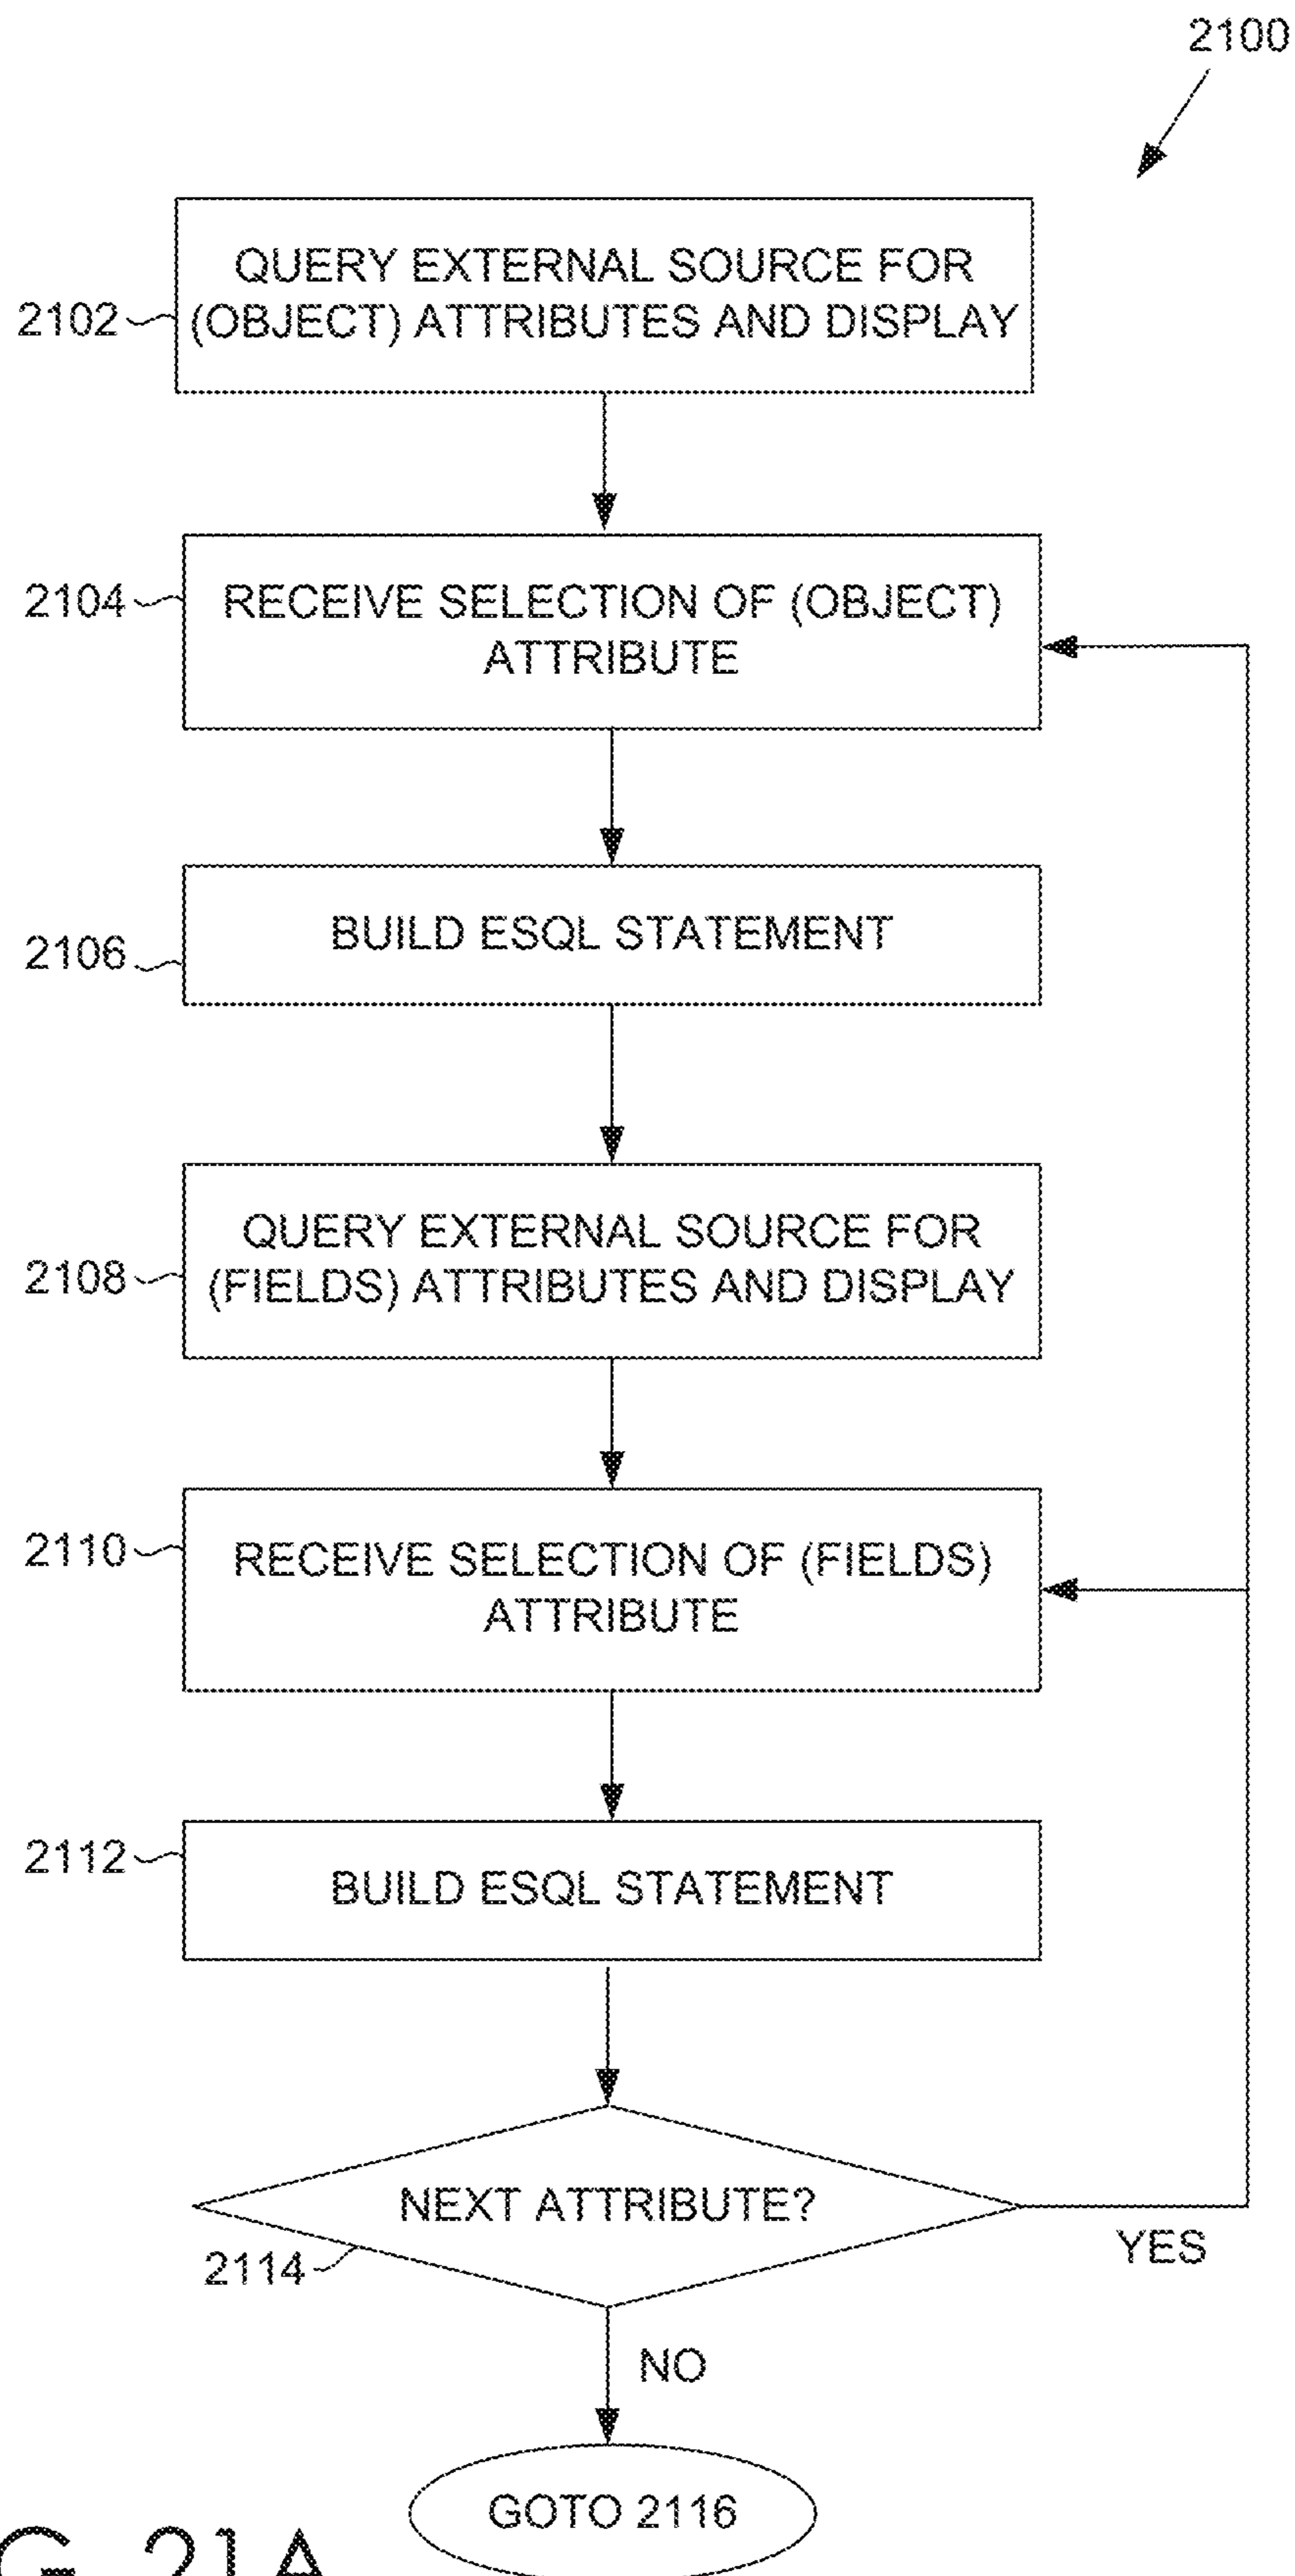 2100
QUERY EXTERNAL SOURCE FOR
2102
(OBJECT) ATTRIBUTES AND DISPLAY
2104
RECEIVE SELECTION OF (OBJECT)
ATTRIBUTE
BUILD ESQL STATEMENT
2106
QUERY EXTERNAL SOURCE FOR
2108
(FIELDS) ATTRIBUTES AND DISPLAY
2110
RECEIVE SELECTION OF (FIELDS)
ATTRIBUTE
2112
BUILD ESQL STATEMENT
NEXT ATTRIBUTE?
2114
YES
NO
GOTO 2116
G 21A